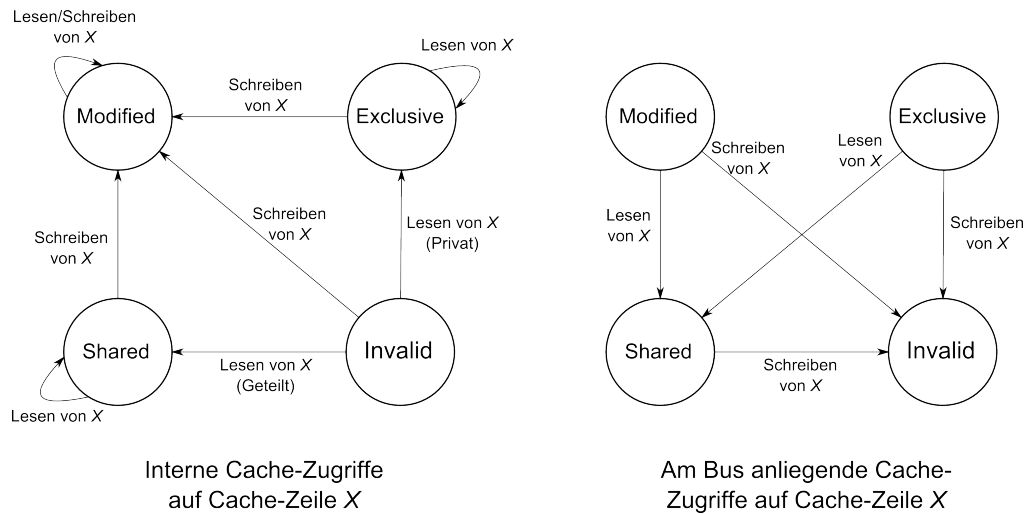 Lesen/Schreiben
von X
Lesen von X
Modified
Schreiben
von X
Exclusive
Schreiben
von X
Schreiben
von X
Lesen von X
(Privat)
Shared
Lesen von X
(Geteilt)
Invalid
Lesen von X
Interne Cache-Zugriffe
auf Cache-Zeile X
Modified
Exclusive
Schreiben
von X
Lesen
von X
Lesen
von X
Schreiben
von X
Shared
Schreiben
von X
Invalid
Am Bus anliegende Cache-
Zugriffe auf Cache-Zeile X